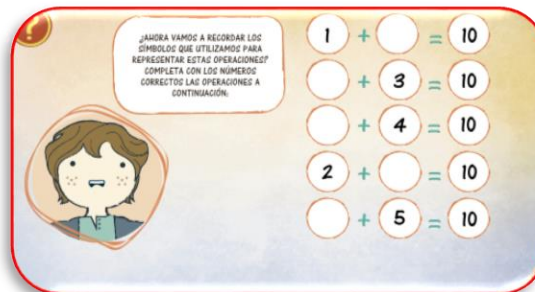 ?
¿AHORA VAMOS A RECORDAR LOS
SÍMBOLOS QUE UTILIZAMOS PARA
REPRESENTAR ESTAS OPERACIONES?
COMPLETA CON LOS NÚMEROS
CORRECTOS LAS OPERACIONES A
CONTINUACIÓN:
1 + = 10
+ 3 = 10
+ 4 = 10
2 + = 10
+ 5 = 10